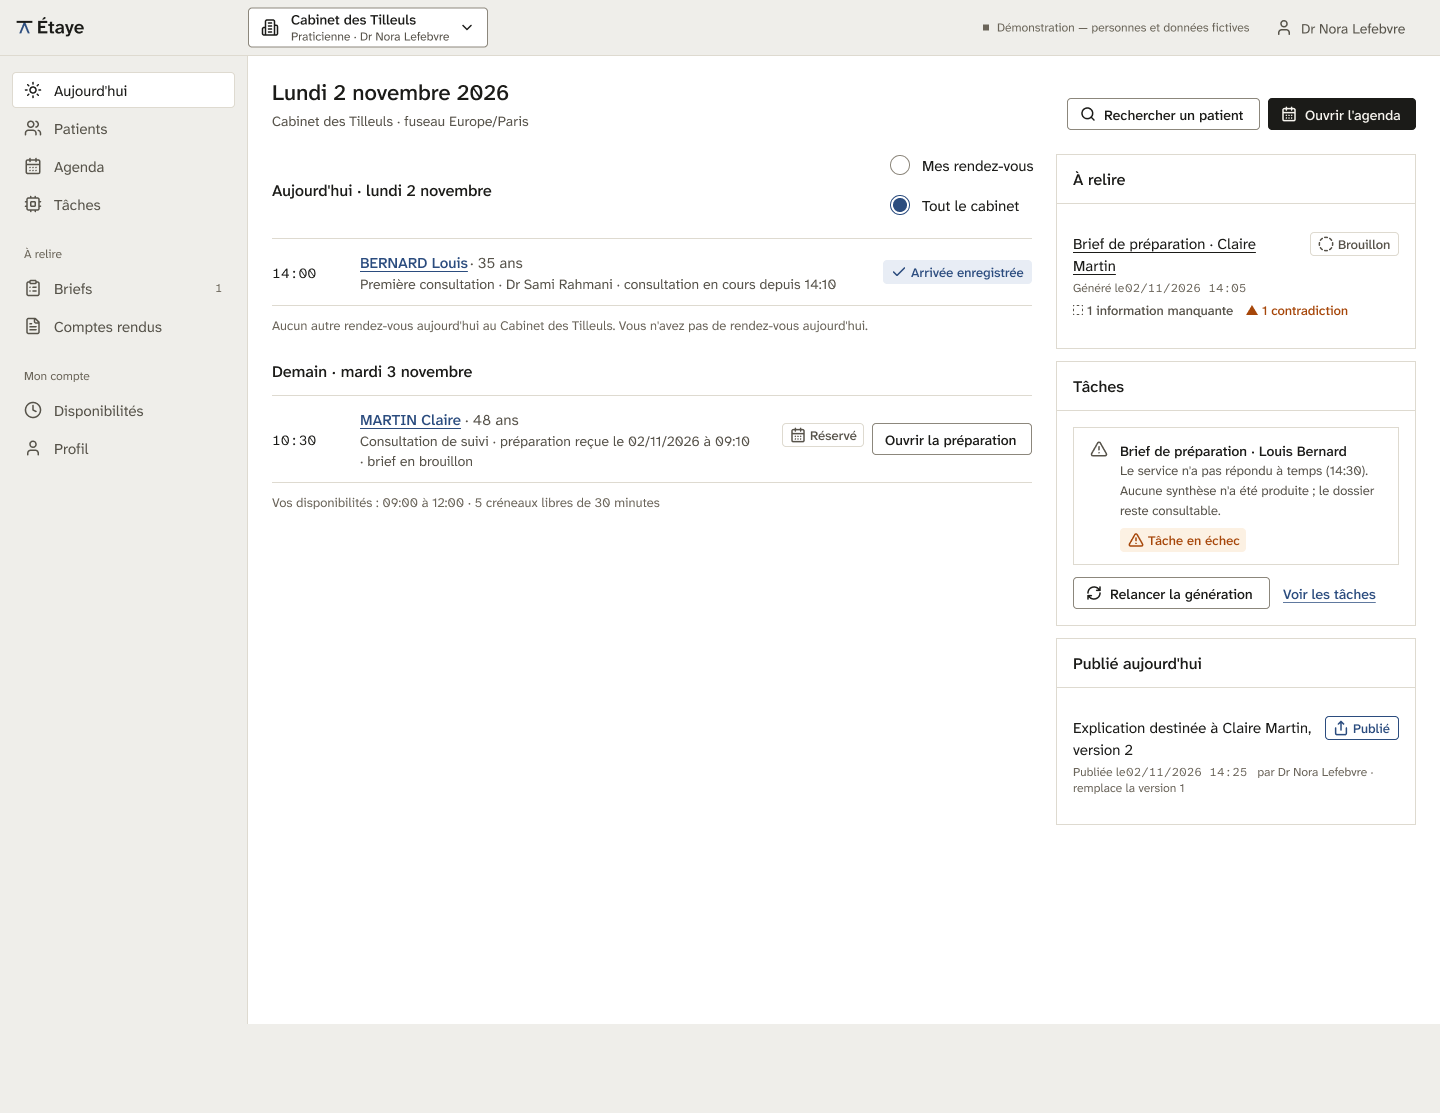 Étaye
Cabinet des Tilleuls
Praticienne · Dr Nora Lefebvre
Démonstration — personnes et données fictives
Dr Nora Lefebvre
Aujourd'hui
Patients
Agenda
Tâches
À relire
Briefs 1
Comptes rendus
Mon compte
Disponibilités
Profil
Lundi 2 novembre 2026
Cabinet des Tilleuls · fuseau Europe/Paris
Rechercher un patient
Ouvrir l'agenda
Aujourd'hui · lundi 2 novembre
Mes rendez-vous
Tout le cabinet
14:00
BERNARD Louis · 35 ans
Première consultation · Dr Sami Rahmani · consultation en cours depuis 14:10
Arrivée enregistrée
Aucun autre rendez-vous aujourd'hui au Cabinet des Tilleuls. Vous n'avez pas de rendez-vous aujourd'hui.
Demain · mardi 3 novembre
10:30
MARTIN Claire · 48 ans
Consultation de suivi · préparation reçue le 02/11/2026 à 09:10
· brief en brouillon
Réservé
Ouvrir la préparation
Vos disponibilités : 09:00 à 12:00 · 5 créneaux libres de 30 minutes
À relire
Brief de préparation · Claire
Martin
Brouillon
Généré le 02/11/2026 14:05
1 information manquante 1 contradiction
Tâches
Brief de préparation · Louis Bernard
Le service n'a pas répondu à temps (14:30).
Aucune synthèse n'a été produite ; le dossier
reste consultable.
Tâche en échec
Relancer la génération
Voir les tâches
Publié aujourd'hui
Explication destinée à Claire Martin,
version 2
Publié
Publiée le 02/11/2026 14:25 par Dr Nora Lefebvre ·
remplace la version 1